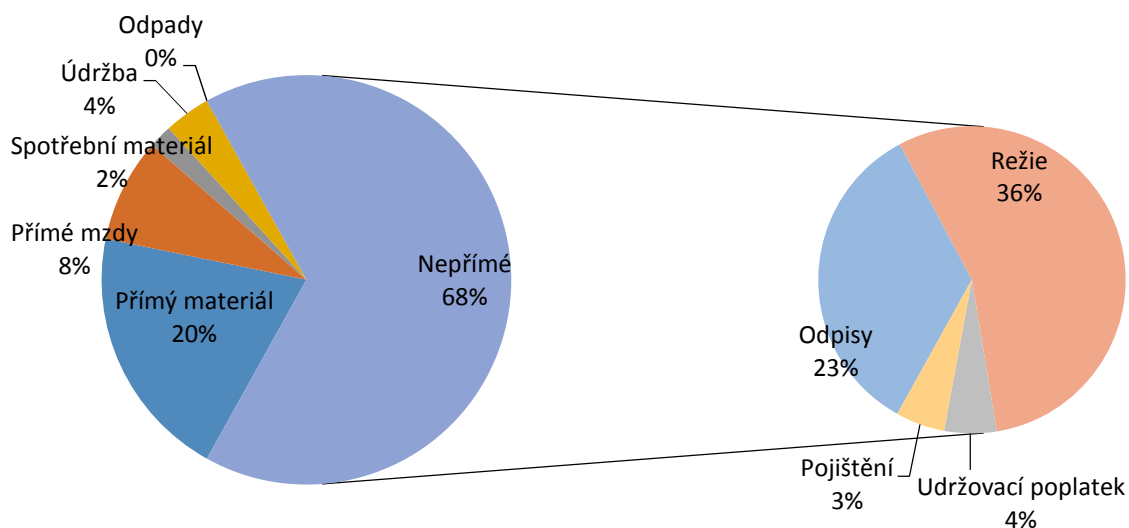 Odpady
0%
Údržba
4%
Spotřební materiál
2%
Přímé mzdy
8%
Přímý materiál
20%
Nepřímé
68%
Režie
36%
Odpisy
23%
Pojištění
3%
Udržovací poplatek
4%